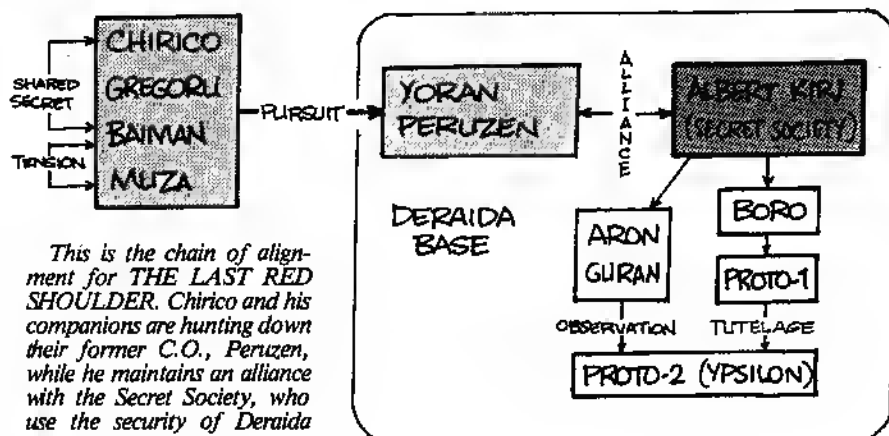 CHIRICO
GREGORU
BAIMAN
MUZA
SHARED
SECRET
TENSION
PURSUIT
YORAN
PERUZEN
ALLIANCE
ALBERT KIRJ
(SECRET SOCIETY)
DERAIDA
BASE
ARON
GURAN
BORO
PROTO-1
OBSERVATION
TUTELAGE
PROTO-2 (YPSILON)
This is the chain of align-
ment for THE LAST RED
SHOULDER. Chirico and his
companions are hunting down
their former C.O., Peruzen,
while he maintains an alliance
with the Secret Society, who
use the security of Deraida